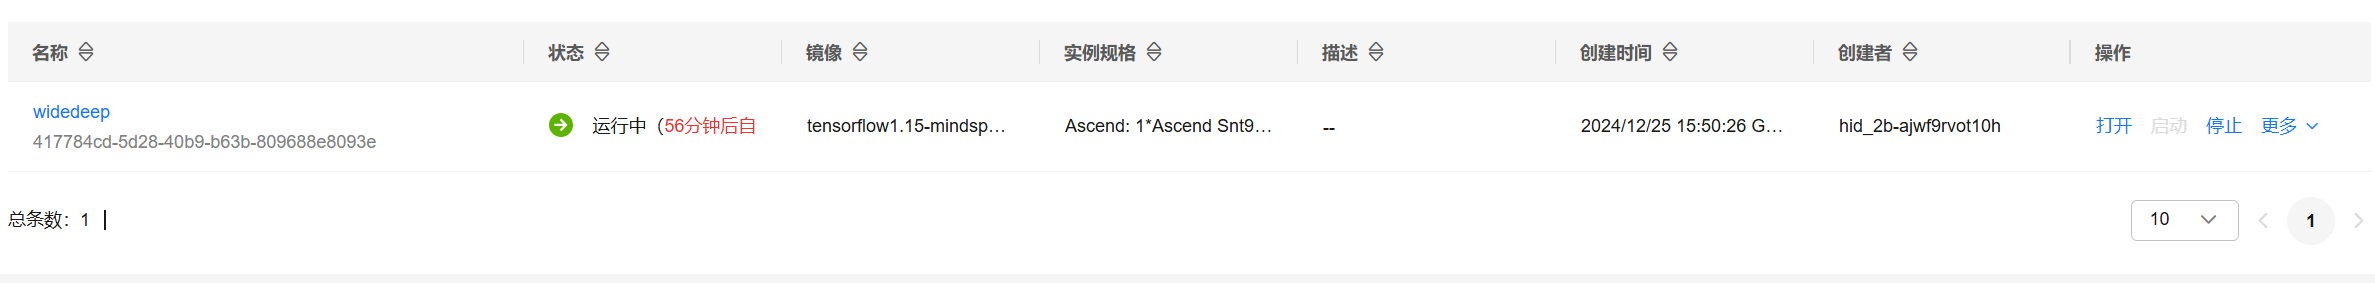 名称 状态 镜像 实例规格 描述 创建时间 创建者 操作
widedeep
417784cd-5d28-40b9-b63b-809688e8093e
运行中（56分钟后自 tensorflow1.15-mindsp… Ascend: 1*Ascend Snt9… -- 2024/12/25 15:50:26 G… hid_2b-ajwf9rvot10h 打开 启动 停止 更多
总条数：1 10 1